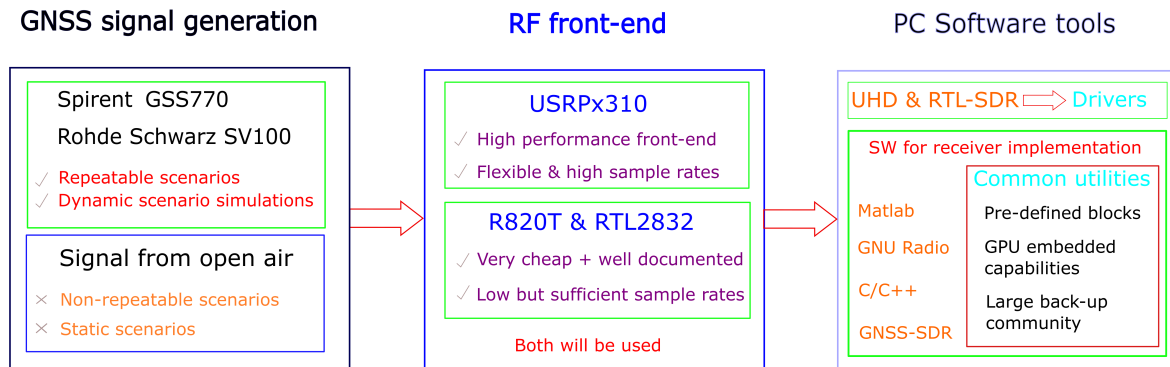 GNSS signal generation
Spirent GSS770
Rohde Schwarz SV100
Repeatable scenarios
Dynamic scenario simulations
Signal from open air
Non-repeatable scenarios
Static scenarios
RF front-end
USRPx310
High performance front-end
Flexible & high sample rates
R820T & RTL2832
Very cheap + well documented
Low but sufficient sample rates
Both will be used
PC Software tools
UHD & RTL-SDR
Drivers
SW for receiver implementation
Matlab
GNU Radio
C/C++
GNSS-SDR
Common utilities
Pre-defined blocks
GPU embedded
capabilities
Large back-up
community